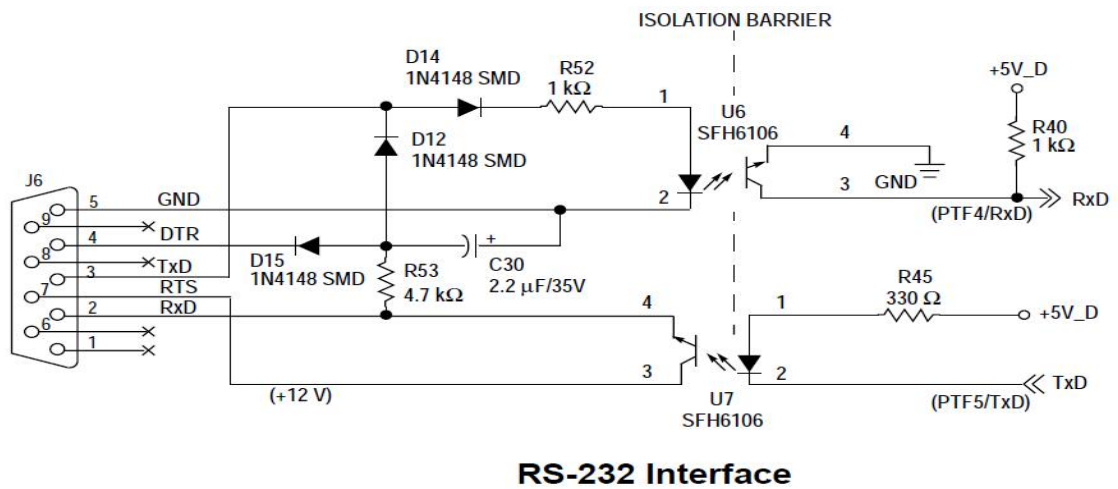 ISOLATION BARRIER
D14
1N4148 SMD
R52
1 kΩ
1
U6
SFH6106
4
+5V_D
R40
1 kΩ
D12
1N4148 SMD
J6
5
GND
2
3
GND
RxD
(PTF4/RxD)
9
4
DTR
8
D15
1N4148 SMD
+
C30
2.2 µF/35V
3
TxD
R53
4.7 kΩ
7
RTS
2
RxD
4
1
R45
330 Ω
+5V_D
6
1
3
(+12 V)
2
TxD
(PTF5/TxD)
U7
SFH6106
RS-232 Interface